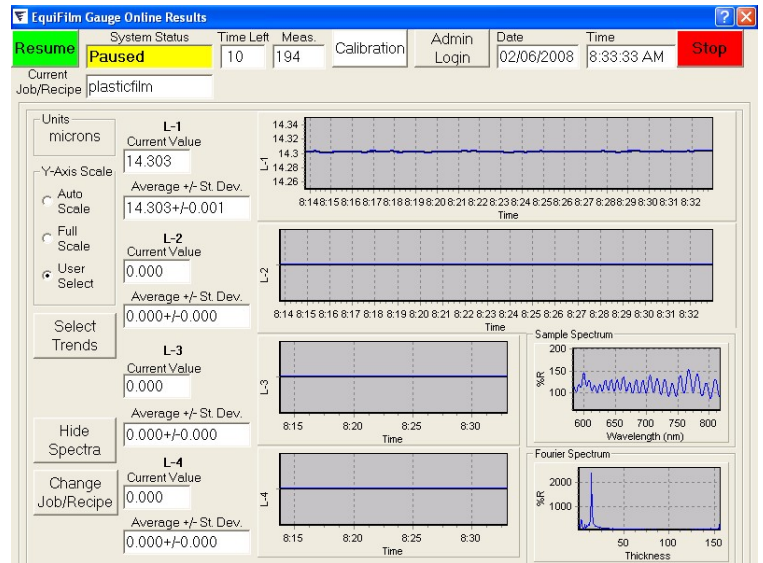 EquiFilm Gauge Online Results
Resume
System Status
Paused
Time Left
10
Meas.
194
Calibration
Admin Login
Date
02/06/2008
Time
8:33:33 AM
Stop
Current Job/Recipe
plasticfilm
Units
microns
Y-Axis Scale
Auto Scale
Full Scale
User Select
Select Trends
Hide Spectra
Change Job/Recipe
L-1
Current Value
14.303
Average +/- St. Dev.
14.303+/-0.001
L-2
Current Value
0.000
Average +/- St. Dev.
0.000+/-0.000
L-3
Current Value
0.000
Average +/- St. Dev.
0.000+/-0.000
L-4
Current Value
0.000
Average +/- St. Dev.
0.000+/-0.000
L-1
14.34
14.32
14.3
14.28
14.26
8:14 8:15 8:16 8:17 8:18 8:19 8:20 8:21 8:22 8:23 8:24 8:25 8:26 8:27 8:28 8:29 8:30 8:31 8:32
Time
L-2
8:14 8:15 8:16 8:17 8:18 8:19 8:20 8:21 8:22 8:23 8:24 8:25 8:26 8:27 8:28 8:29 8:30 8:31 8:32
Time
L-3
8:15 8:20 8:25 8:30
Time
L-4
8:15 8:20 8:25 8:30
Time
Sample Spectrum
%R
200
150
100
600 650 700 750 800
Wavelength (nm)
Fourier Spectrum
%R
2000
1000
50 100 150
Thickness